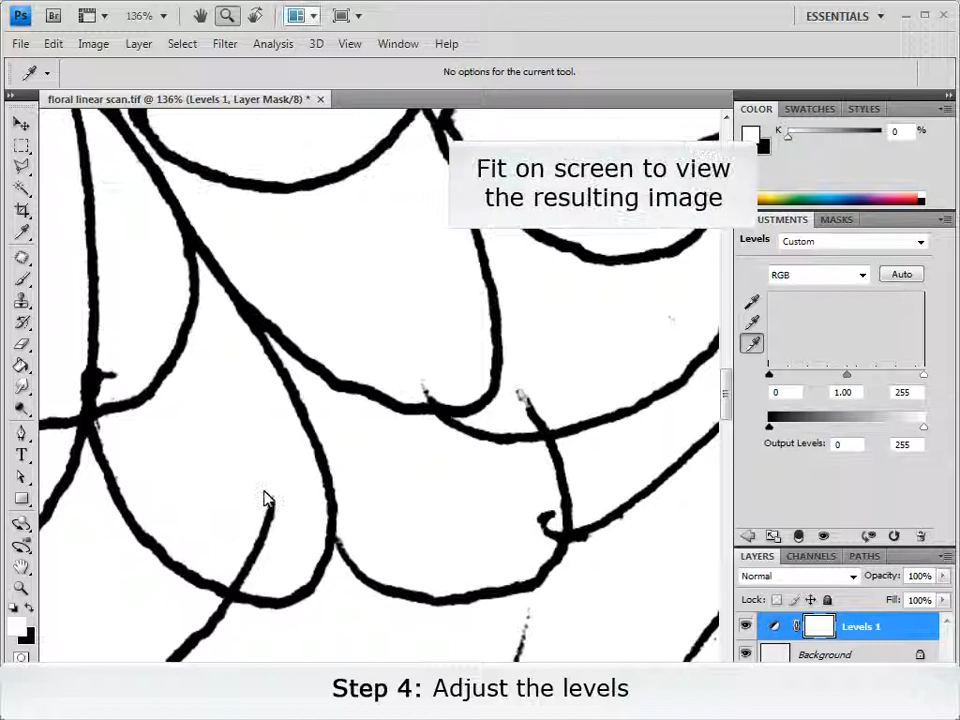 Ps Br 136% ESSENTIALS
File Edit Image Layer Select Filter Analysis 3D View Window Help
No options for the current tool.
floral linear scan.tif @ 136% (Levels 1, Layer Mask/8) *
COLOR SWATCHES STYLES
K 0 %
Fit on screen to view
the resulting image
USTMENTS MASKS
Levels Custom
RGB Auto
0 1.00 255
Output Levels: 0 255
LAYERS CHANNELS PATHS
Normal Opacity: 100%
Lock: Fill: 100%
Levels 1
Background
T
Step 4: Adjust the levels